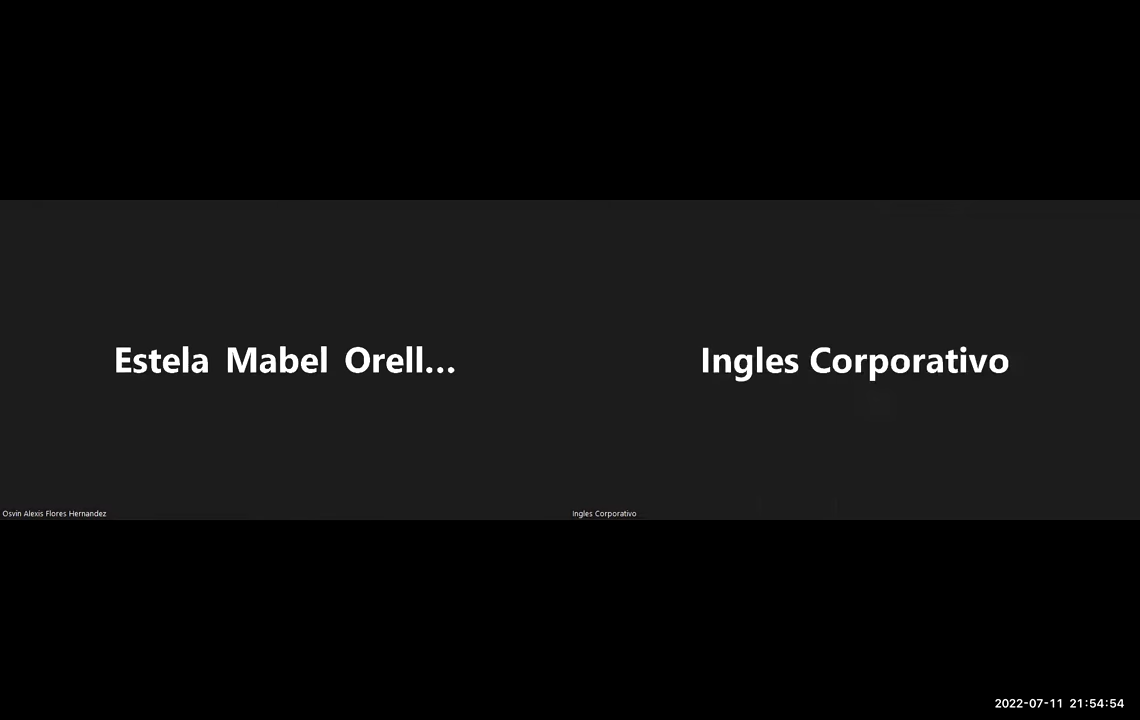 Estela Mabel Orell...
Ingles Corporativo
Osvin Alexis Flores Hernandez
Ingles Corporativo
2022-07-11 21:54:54